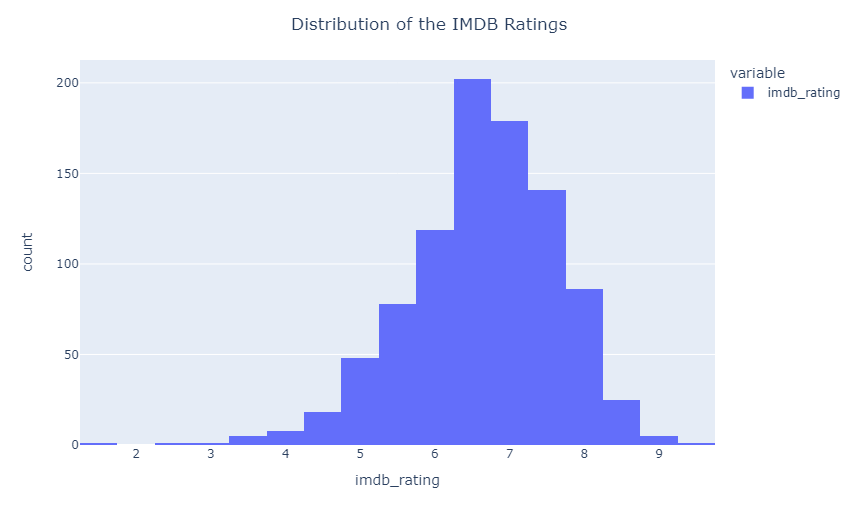 Distribution of the IMDB Ratings
variable
imdb_rating
200
150
100
50
0
count
2 3 4 5 6 7 8 9
imdb_rating